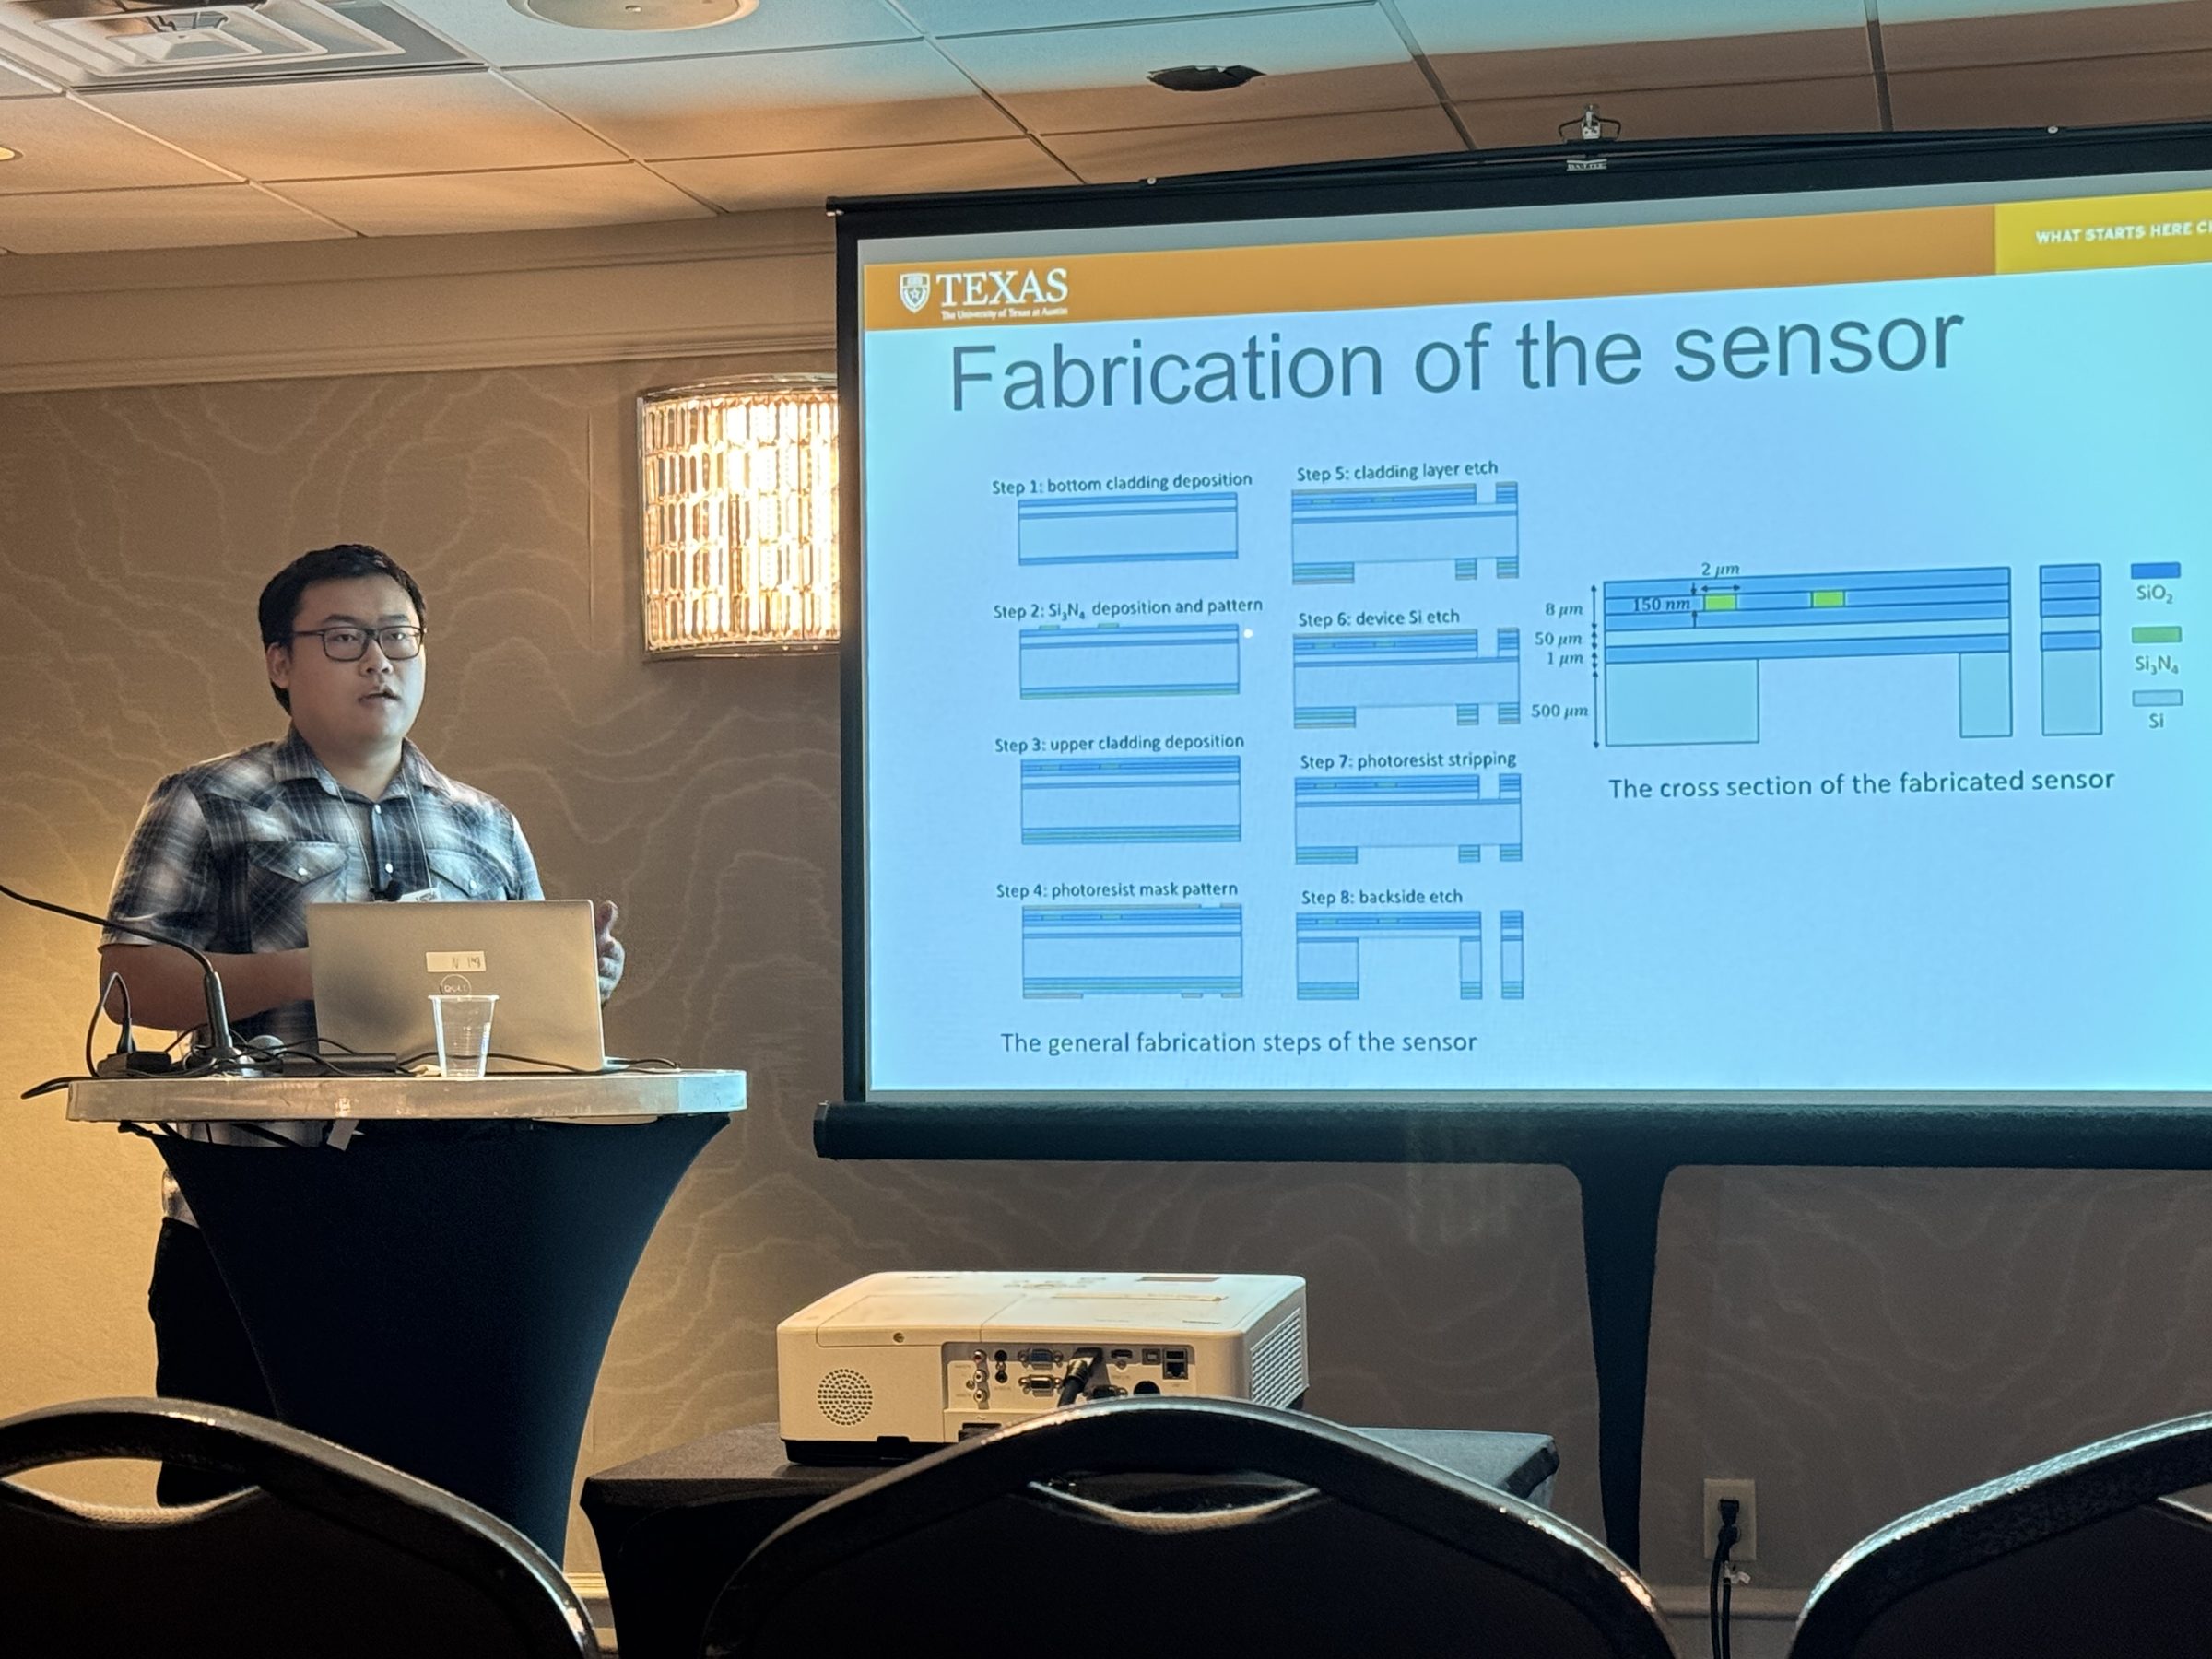 TEXAS
The University of Texas at Austin
WHAT STARTS HERE
Fabrication of the sensor
Step 1: bottom cladding deposition
Step 2: Si₃N₄ deposition and pattern
Step 3: upper cladding deposition
Step 4: photoresist mask pattern
Step 5: cladding layer etch
Step 6: device Si etch
Step 7: photoresist stripping
Step 8: backside etch
The general fabrication steps of the sensor
2 μm
150 nm
8 μm
50 μm
1 μm
500 μm
SiO₂
Si₃N₄
Si
The cross section of the fabricated sensor
DELL